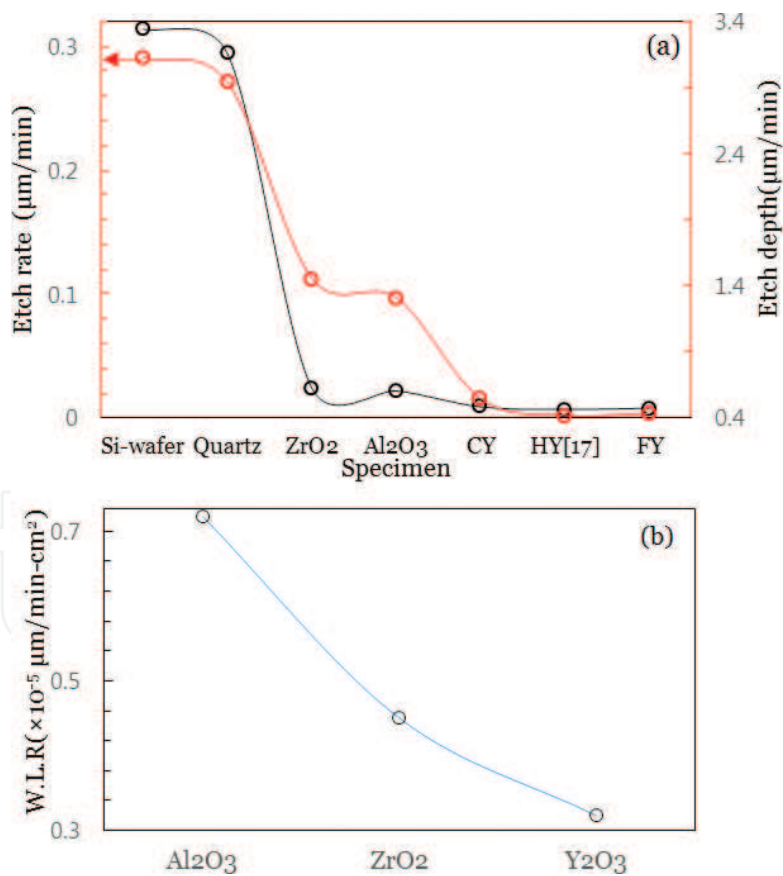 (a)
Etch rate (μm/min)
0.3
0.2
0.1
0
3.4
2.4
1.4
0.4
Etch depth(μm/min)
Si-wafer Quartz ZrO2 Al2O3 CY HY[17] FY
Specimen
(b)
W.L.R(×10⁻⁵ μm/min-cm²)
0.7
0.5
0.3
Al2O3 ZrO2 Y2O3